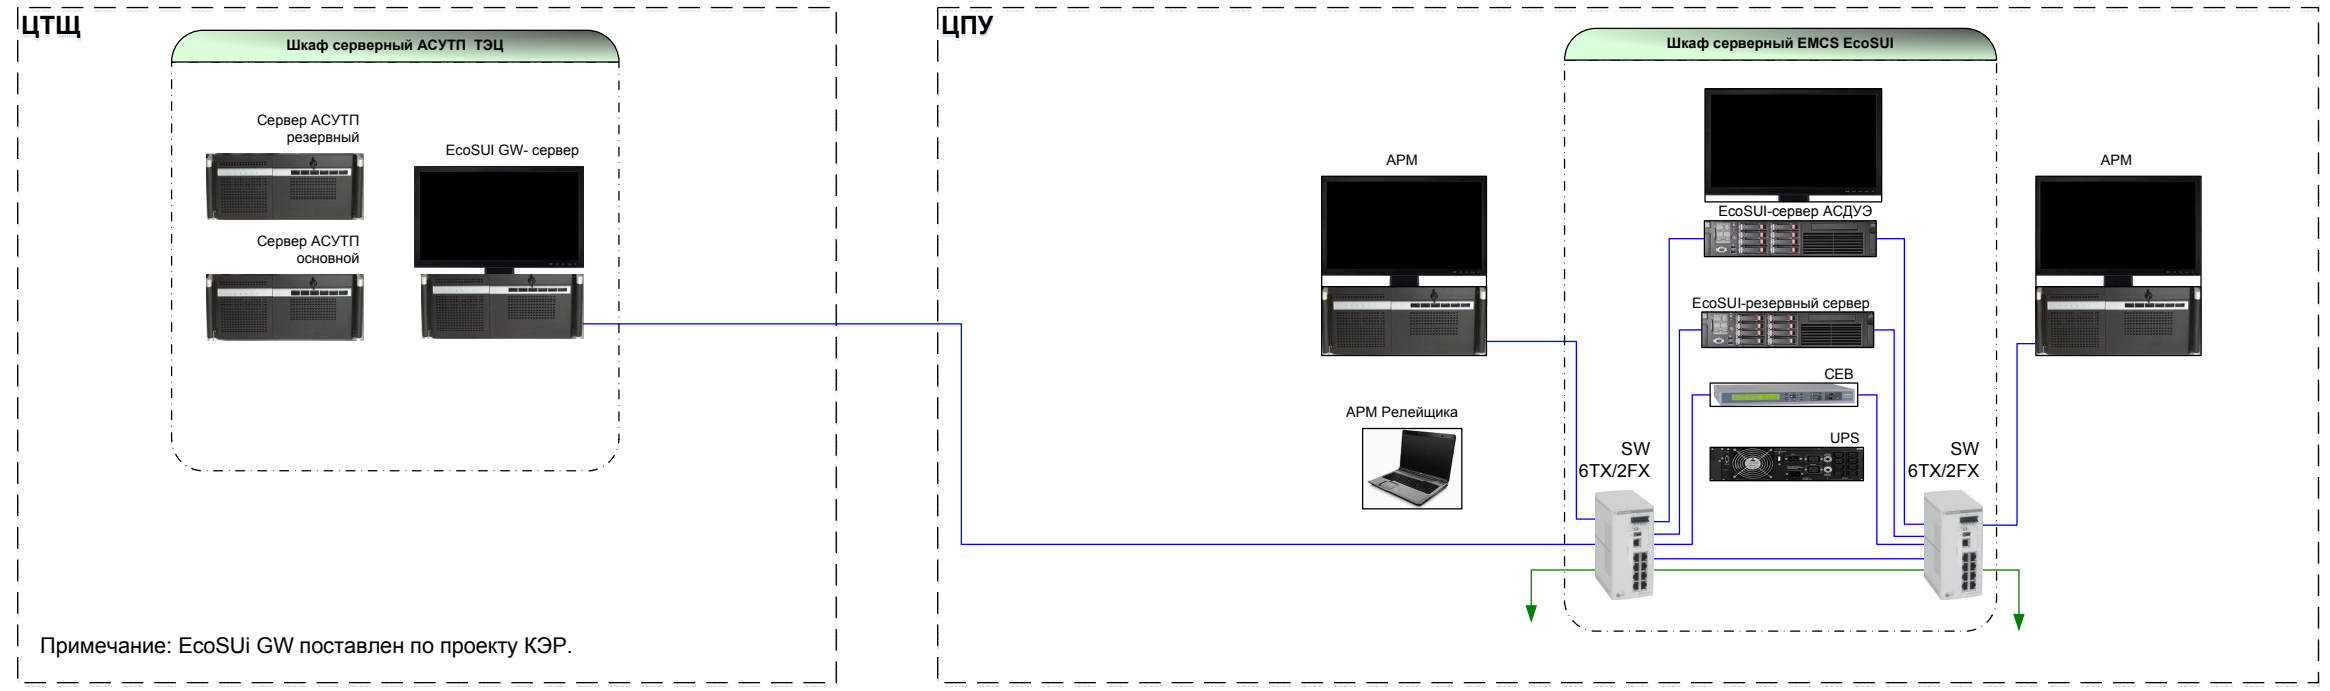 ЦТЩ
Шкаф серверный АСУТП ТЭЦ
Сервер АСУТП
резервный
EcoSUI GW- сервер
Сервер АСУТП
основной
Примечание: EcoSUi GW поставлен по проекту КЭР.
ЦПУ
Шкаф серверный EMCS EcoSUI
АРМ
EcoSUI-сервер АСДУЭ
EcoSUI-резервный сервер
СЕВ
АРМ Релейщика
UPS
SW
6TX/2FX
SW
6TX/2FX
АРМ